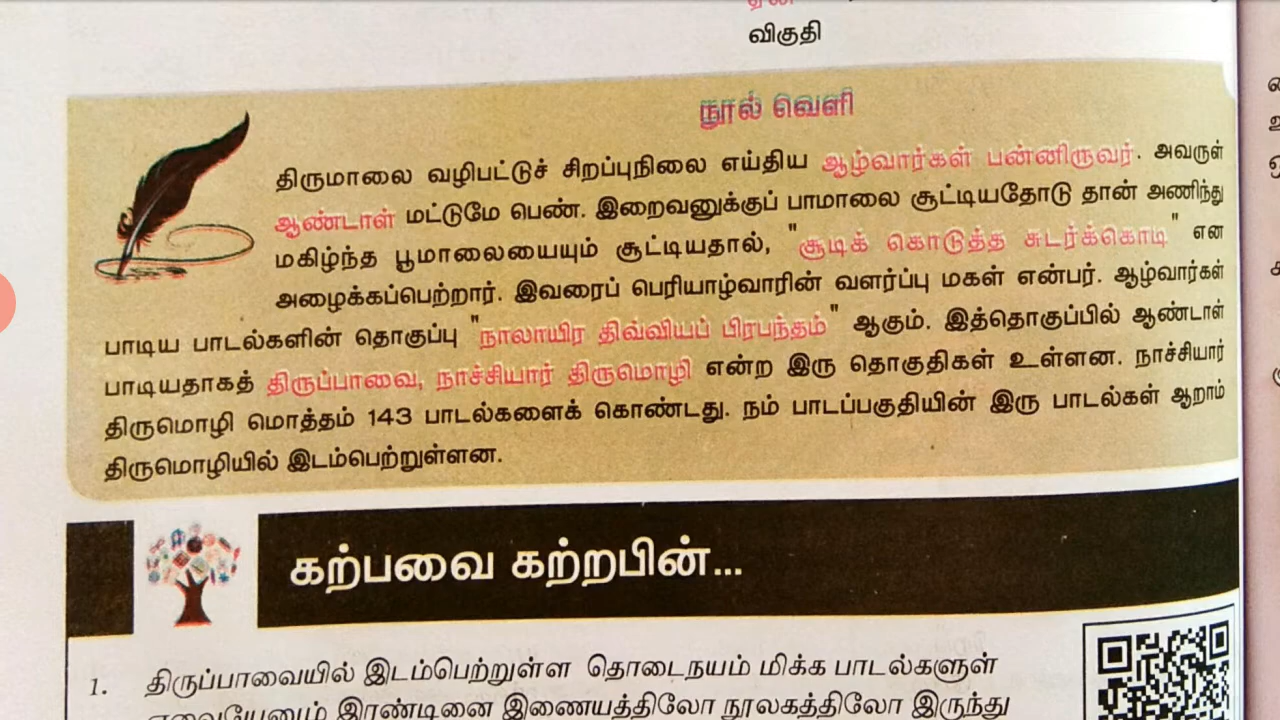 விகுதி
நூல் வெளி
திருமாலை வழிபட்டுச் சிறப்புநிலை எய்திய ஆழ்வார்கள் பன்னிருவர். அவருள்
ஆண்டாள் மட்டுமே பெண். இறைவனுக்குப் பாமாலை சூட்டியதோடு தான் அணிந்து
மகிழ்ந்த பூமாலையையும் சூட்டியதால், "சூடிக் கொடுத்த சுடர்க்கொடி" என
அழைக்கப்பெற்றார். இவரைப் பெரியாழ்வாரின் வளர்ப்பு மகள் என்பர். ஆழ்வார்கள்
பாடிய பாடல்களின் தொகுப்பு "நாலாயிர திவ்வியப் பிரபந்தம்" ஆகும். இத்தொகுப்பில் ஆண்டாள்
பாடியதாகத் திருப்பாவை, நாச்சியார் திருமொழி என்ற இரு தொகுதிகள் உள்ளன. நாச்சியார்
திருமொழி மொத்தம் 143 பாடல்களைக் கொண்டது. நம் பாடப்பகுதியின் இரு பாடல்கள் ஆறாம்
திருமொழியில் இடம்பெற்றுள்ளன.
கற்பவை கற்றபின்...
1. திருப்பாவையில் இடம்பெற்றுள்ள தொடைநயம் மிக்க பாடல்களுள்
எவையேனும் இரண்டினை இணையத்திலோ நூலகத்திலோ இருந்து